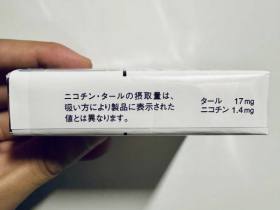 ニコチン・タールの摂取量は、
吸い方により製品に表示された
値とは異なります。
タール 17mg
ニコチン 1.4mg